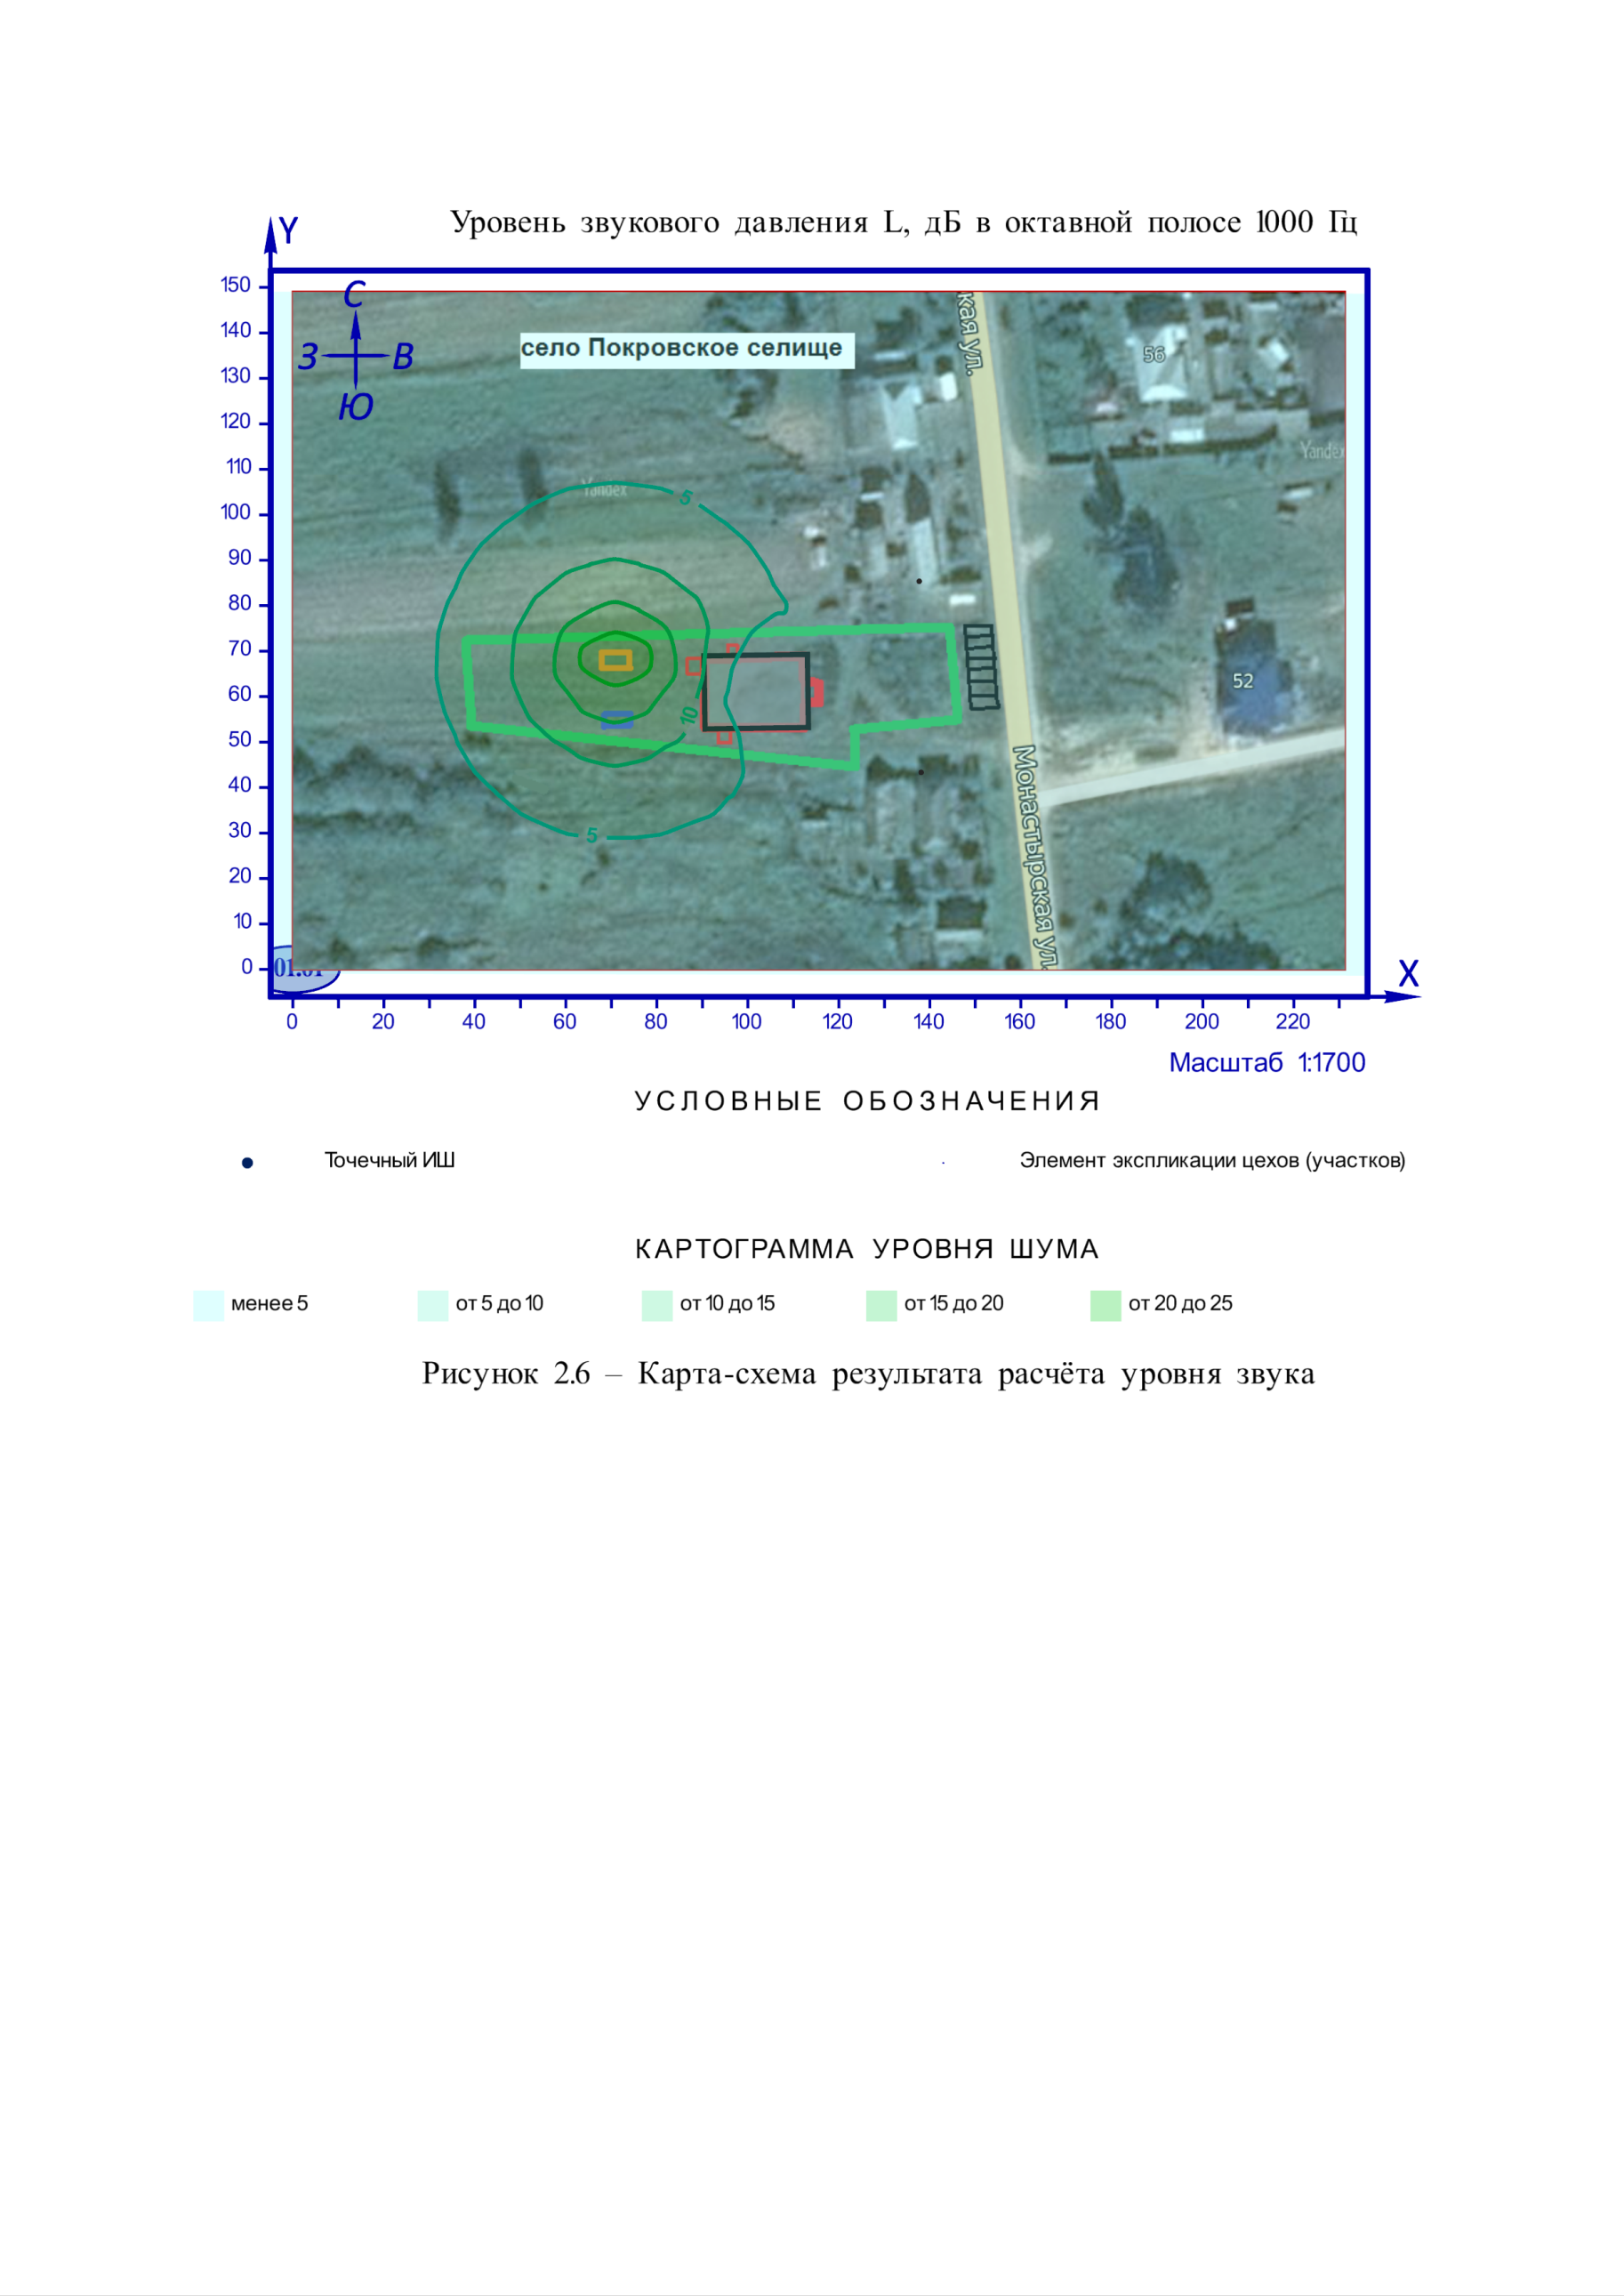 Уровень звукового давления L, дБ в октавной полосе 1000 Гц
Y
150
140
130
120
110
100
90
80
70
60
50
40
30
20
10
0
С
З В
Ю
село Покровское селище
кая ул.
56
Yandex
Yandex
5
52
10
5
Монастырская ул.
01.01
X
0 20 40 60 80 100 120 140 160 180 200 220
Масштаб 1:1700
УСЛОВНЫЕ ОБОЗНАЧЕНИЯ
Точечный ИШ
Элемент экспликации цехов (участков)
КАРТОГРАММА УРОВНЯ ШУМА
менее 5 от 5 до 10 от 10 до 15 от 15 до 20 от 20 до 25
Рисунок 2.6 – Карта-схема результата расчёта уровня звука